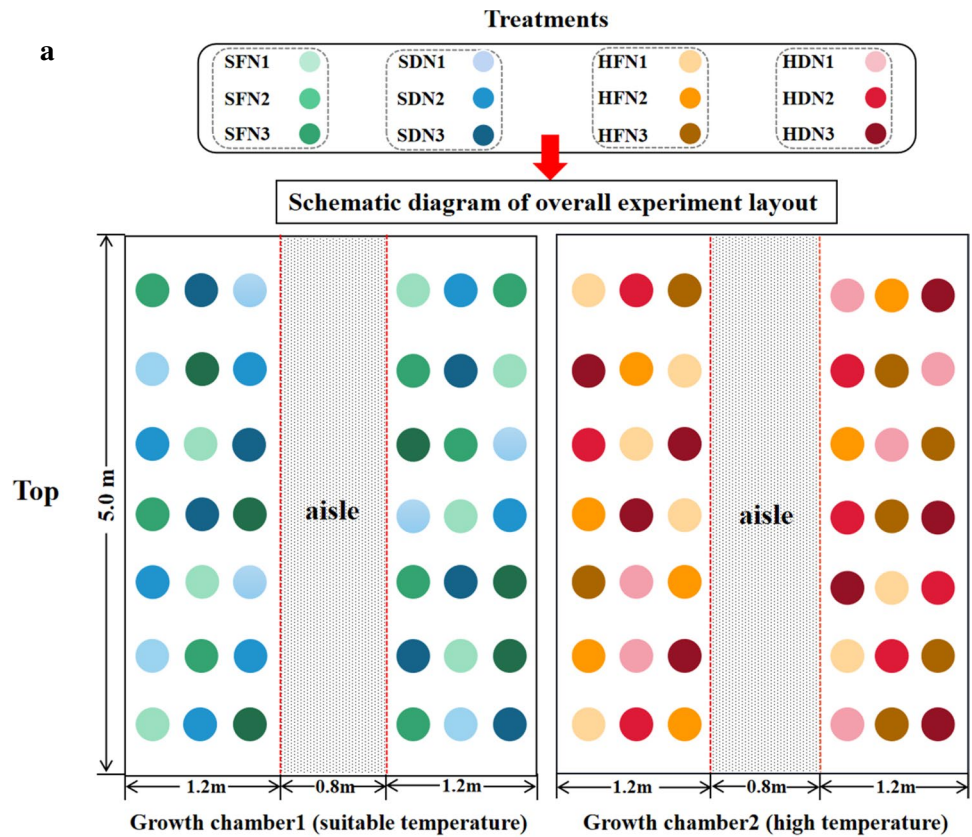 a
Treatments
SFN1 SDN1 HFN1 HDN1
SFN2 SDN2 HFN2 HDN2
SFN3 SDN3 HFN3 HDN3
Schematic diagram of overall experiment layout
Top
5.0 m
aisle
aisle
1.2m 0.8m 1.2m
1.2m 0.8m 1.2m
Growth chamber1 (suitable temperature)
Growth chamber2 (high temperature)